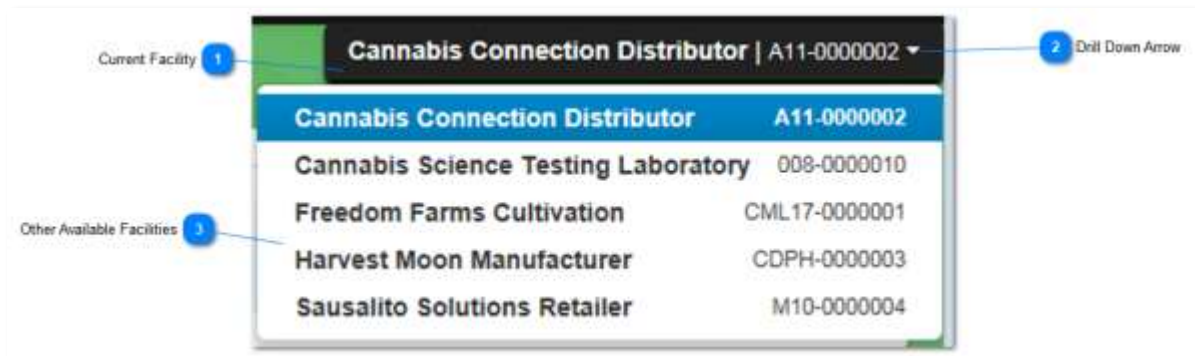 Cannabis Connection Distributor | A11-0000002
Current Facility 1
2 Drill Down Arrow
Cannabis Connection Distributor A11-0000002
Cannabis Science Testing Laboratory 008-0000010
Freedom Farms Cultivation CML17-0000001
Other Available Facilities 3
Harvest Moon Manufacturer CDPH-0000003
Sausalito Solutions Retailer M10-0000004